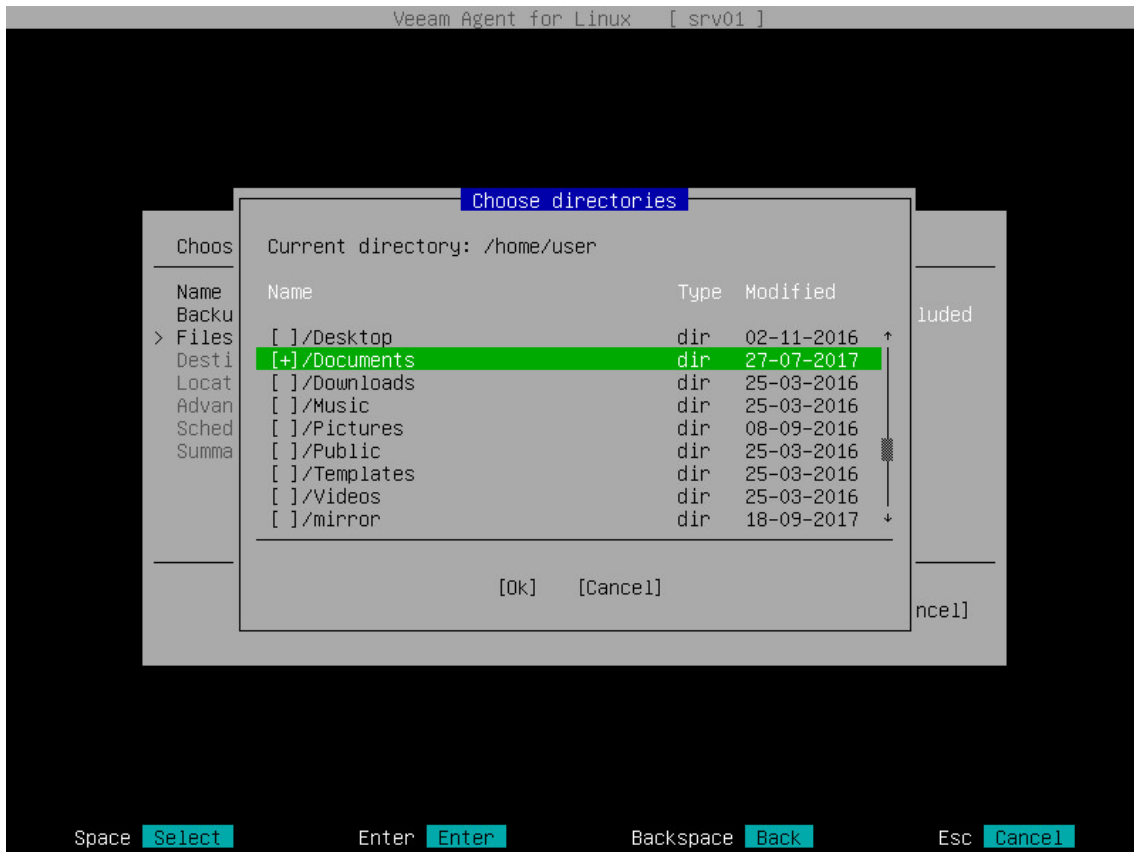 Veeam Agent for Linux [ srv01 ]
Choose directories
Choos
Current directory: /home/user
Name
Name Type Modified
Backu
luded
> Files
[ ]/Desktop dir 02-11-2016 ↑
Desti
[+]/Documents dir 27-07-2017
Locat
[ ]/Downloads dir 25-03-2016
Advan
[ ]/Music dir 25-03-2016
Sched
[ ]/Pictures dir 08-09-2016
Summa
[ ]/Public dir 25-03-2016
[ ]/Templates dir 25-03-2016
[ ]/Videos dir 25-03-2016
[ ]/mirror dir 18-09-2017 ↓
[Ok] [Cancel]
ncel]
Space Select Enter Enter Backspace Back Esc Cancel